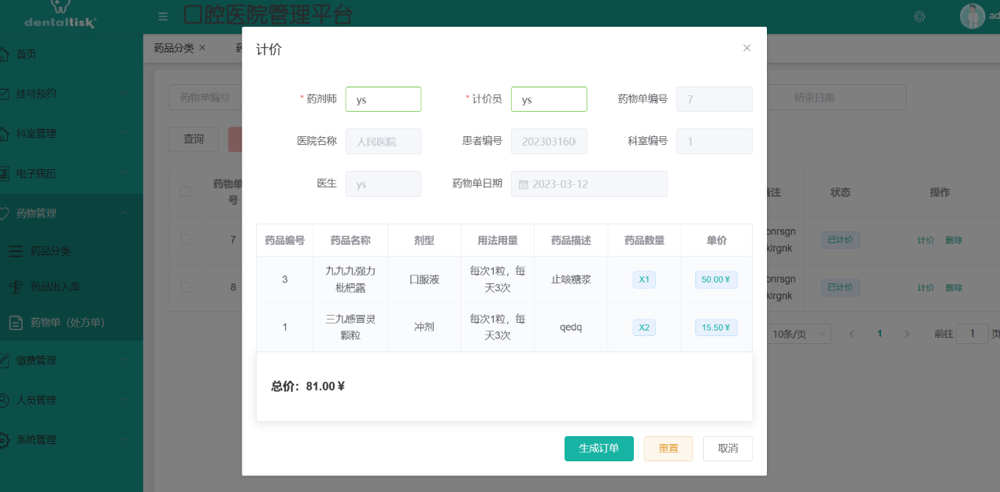 dentaltisk
口腔医院管理平台
ad
首页
挂号预约
科室管理
电子病历
药物管理
药品分类
药品出入库
药物单（处方单）
缴费管理
人员管理
系统管理
药品分类 ×
药物单编号
结束日期
查询
药物单
号
状态
操作
7
onrsgn
klrgnk
已计价
计价 删除
8
onrsgn
klrgnk
已计价
计价 删除
10条/页
1
前往 1 页
计价
* 药剂师 ys
* 计价员 ys
药物单编号 7
医院名称 人民医院
患者编号 202303160
科室编号 1
医生 ys
药物单日期 2023-03-12
药品编号 药品名称 剂型 用法用量 药品描述 药品数量 单价
3 九九九强力枇杷露 口服液 每次1粒，每天3次 止咳糖浆 X1 50.00 ¥
1 三九感冒灵颗粒 冲剂 每次1粒，每天3次 qedq X2 15.50 ¥
总价：81.00 ¥
生成订单 重置 取消